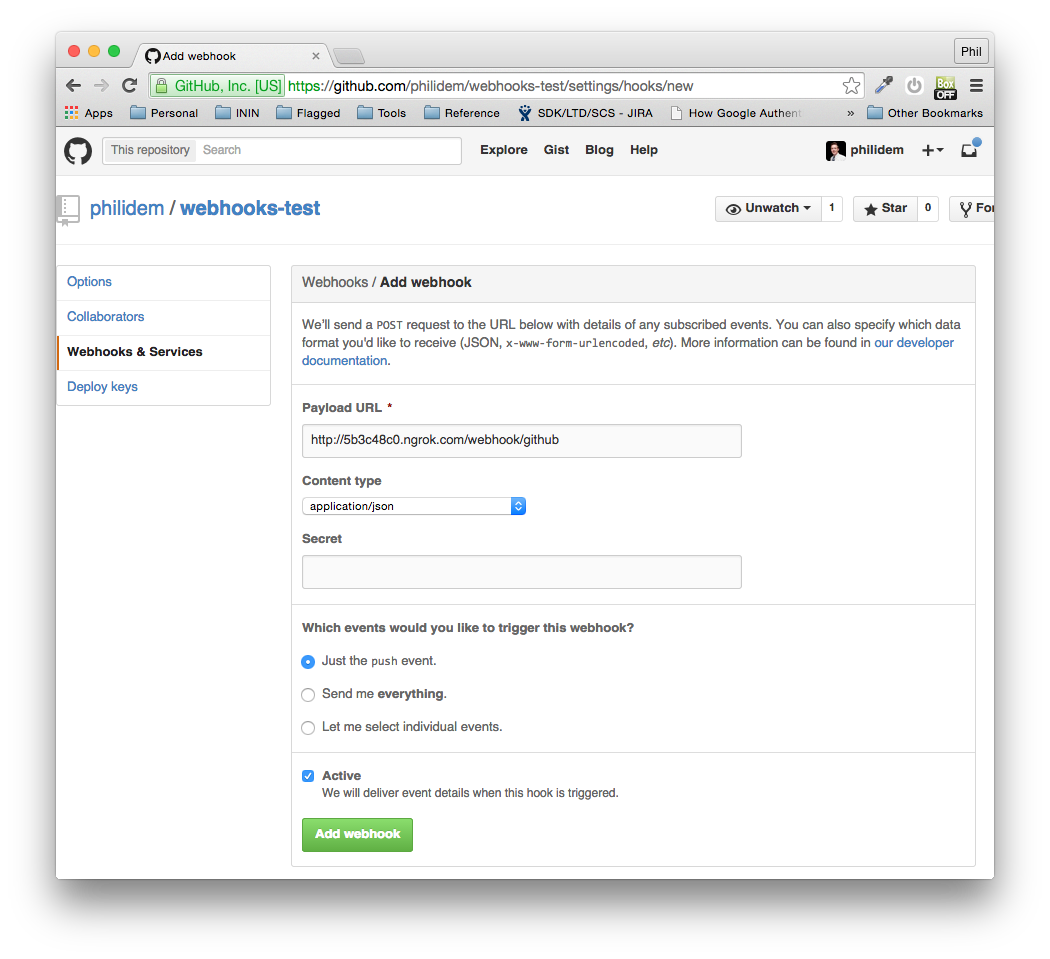 Add webhook
Phil
GitHub, Inc. [US] https://github.com/philidem/webhooks-test/settings/hooks/new
Box OFF
Apps Personal ININ Flagged Tools Reference SDK/LTD/SCS - JIRA How Google Authent » Other Bookmarks
This repository Search Explore Gist Blog Help philidem
philidem / webhooks-test Unwatch 1 Star 0 For
Options
Collaborators
Webhooks & Services
Deploy keys
Webhooks / Add webhook
We'll send a POST request to the URL below with details of any subscribed events. You can also specify which data
format you'd like to receive (JSON, x-www-form-urlencoded, etc). More information can be found in our developer
documentation.
Payload URL *
http://5b3c48c0.ngrok.com/webhook/github
Content type
application/json
Secret
Which events would you like to trigger this webhook?
Just the push event.
Send me everything.
Let me select individual events.
Active
We will deliver event details when this hook is triggered.
Add webhook